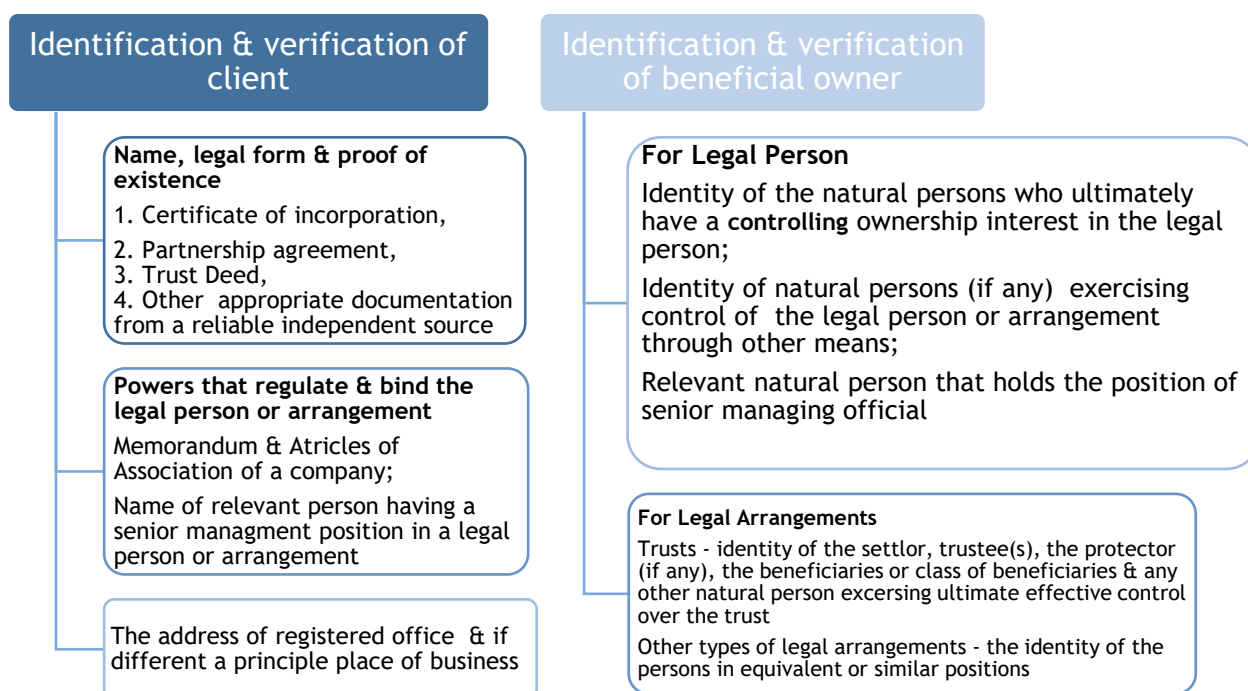 Identification & verification of
client
Name, legal form & proof of
existence
1. Certificate of incorporation,
2. Partnership agreement,
3. Trust Deed,
4. Other appropriate documentation
from a reliable independent source
Powers that regulate & bind the
legal person or arrangement
Memorandum & Atricles of
Association of a company;
Name of relevant person having a
senior managment position in a legal
person or arrangement
The address of registered office & if
different a principle place of business
Identification & verification
of beneficial owner
For Legal Person
Identity of the natural persons who ultimately
have a controlling ownership interest in the legal
person;
Identity of natural persons (if any) exercising
control of the legal person or arrangement
through other means;
Relevant natural person that holds the position of
senior managing official
For Legal Arrangements
Trusts - identity of the settlor, trustee(s), the protector
(if any), the beneficiaries or class of beneficiaries & any
other natural person excersing ultimate effective control
over the trust
Other types of legal arrangements - the identity of the
persons in equivalent or similar positions